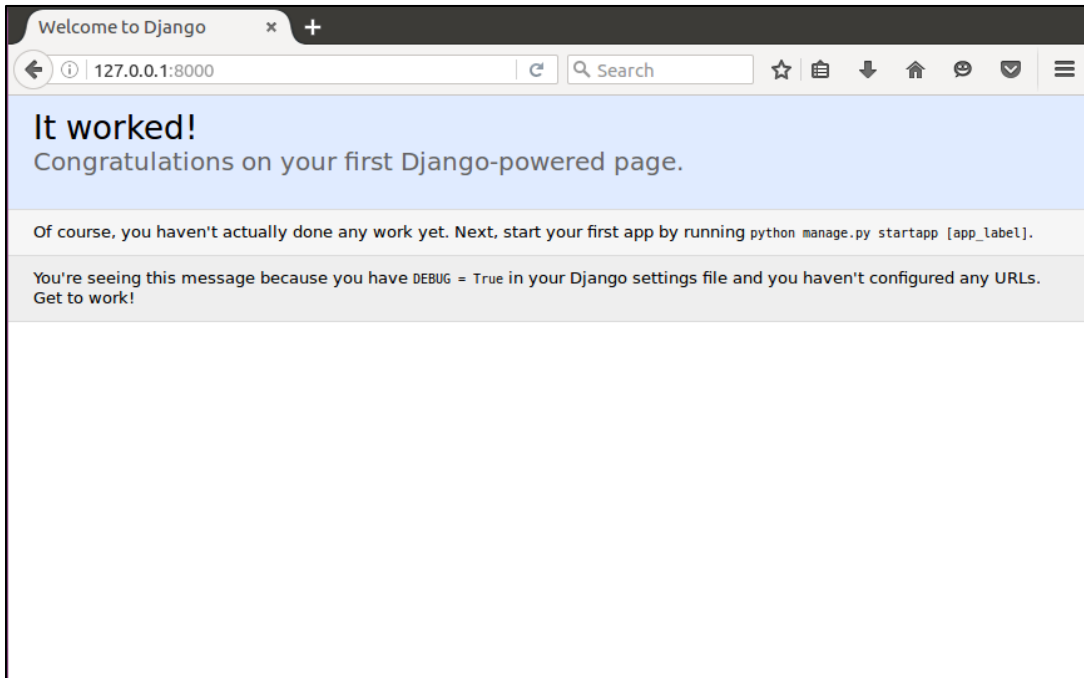 Welcome to Django
127.0.0.1:8000
Search
It worked!
Congratulations on your first Django-powered page.
Of course, you haven't actually done any work yet. Next, start your first app by running python manage.py startapp [app_label].
You're seeing this message because you have DEBUG = True in your Django settings file and you haven't configured any URLs.
Get to work!